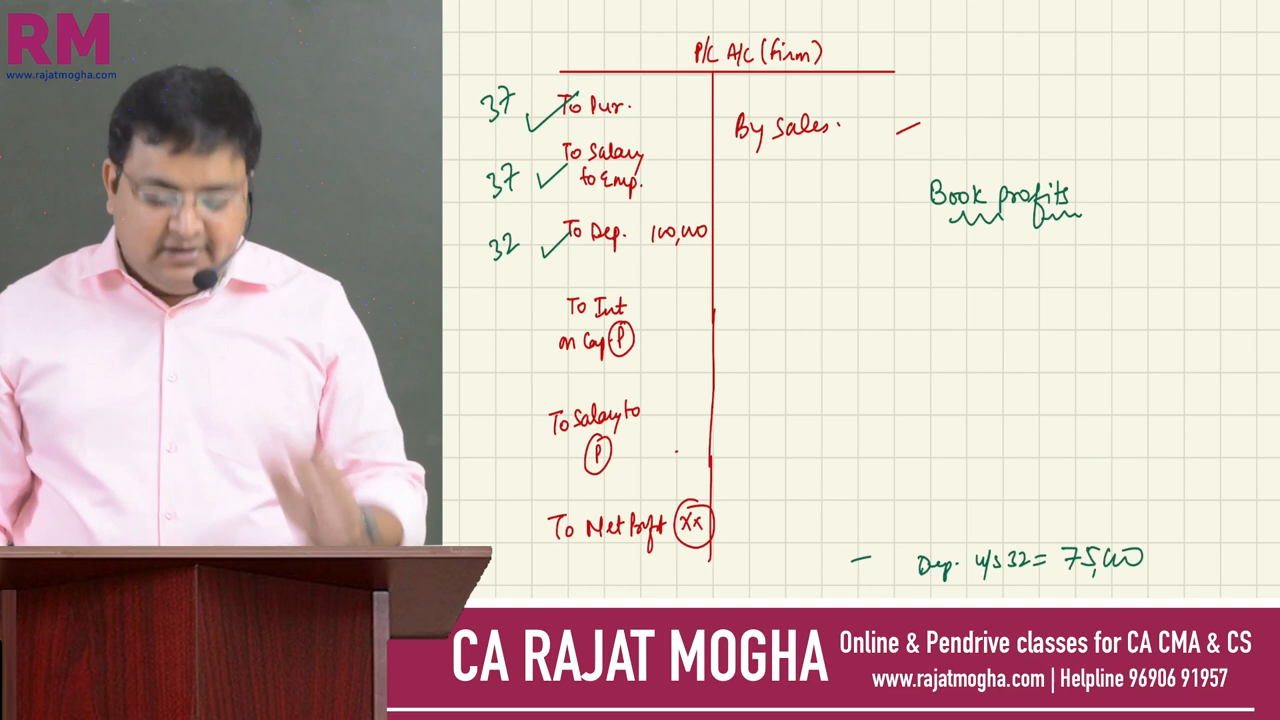 RM
www.rajatmogha.com
P/L A/C (Firm)
37 To Pur.
By Sales. –
37 To Salary
to Emp.
Book profits
32 To Dep. 100,000
To Int
on Cap. P
To Salary to
P
To Net Profit XX
– Dep. u/s 32 = 75,000
CA RAJAT MOGHA
Online & Pendrive classes for CA CMA & CS
www.rajatmogha.com | Helpline 96906 91957